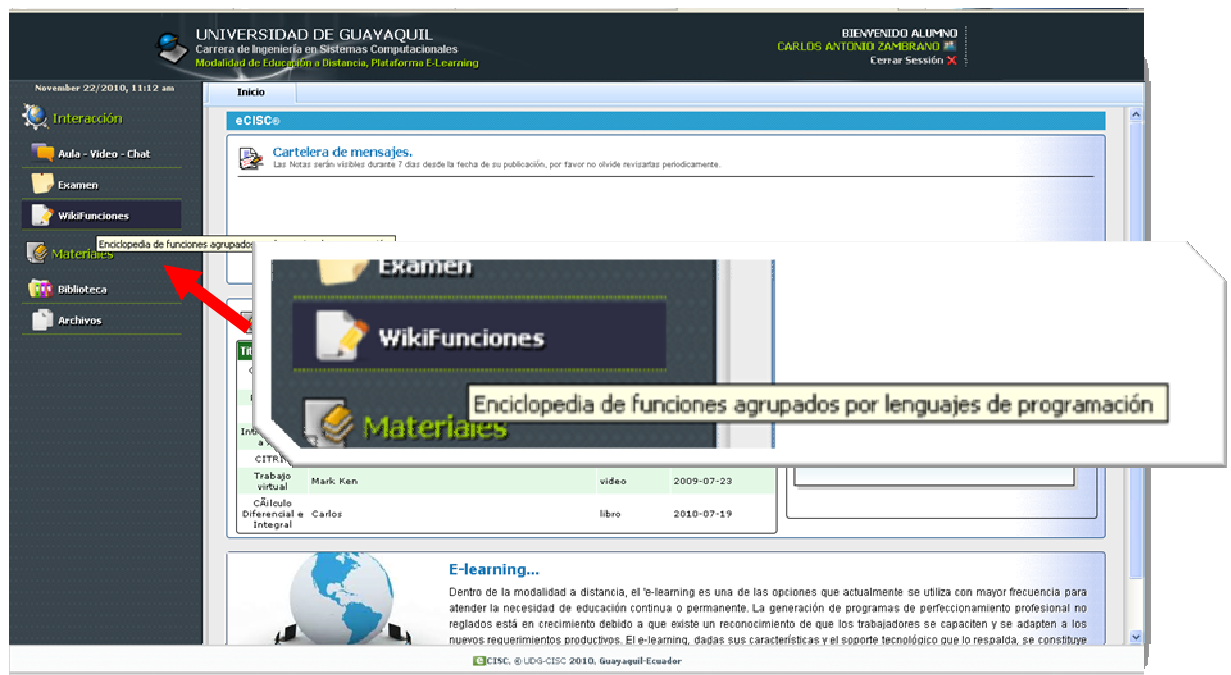 UNIVERSIDAD DE GUAYAQUIL
Carrera de Ingeniería en Sistemas Computacionales
Modalidad de Educación a Distancia, Plataforma E-Learning
BIENVENIDO ALUMNO
CARLOS ANTONIO ZAMBRANO
Cerrar Sessión
November 22/2010, 11:12 am
Interacción
Aula - Video - Chat
Examen
WikiFunciones
Enciclopedia de funciones agrupados
Materiales
Biblioteca
Archivos
Inicio
eCISC®
Cartelera de mensajes.
Las Notas serán visibles durante 7 dias desde la fecha de su publicación, por favor no olvide revisarlas periodicamente.
Examen
WikiFunciones
Enciclopedia de funciones agrupados por lenguajes de programación
Materiales
Trabajo virtual Mark Ken video 2009-07-23
CÃilculo Diferencial e Integral Carlos libro 2010-07-19
E-learning...
Dentro de la modalidad a distancia, el "e-learning es una de las opciones que actualmente se utiliza con mayor frecuencia para
atender la necesidad de educación continua o permanente. La generación de programas de perfeccionamiento profesional no
reglados está en crecimiento debido a que existe un reconocimiento de que los trabajadores se capaciten y se adapten a los
nuevos requerimientos productivos. El e-learning, dadas sus características y el soporte tecnológico que lo respalda, se constituye
CISC, © UDG-CISC 2010, Guayaquil-Ecuador